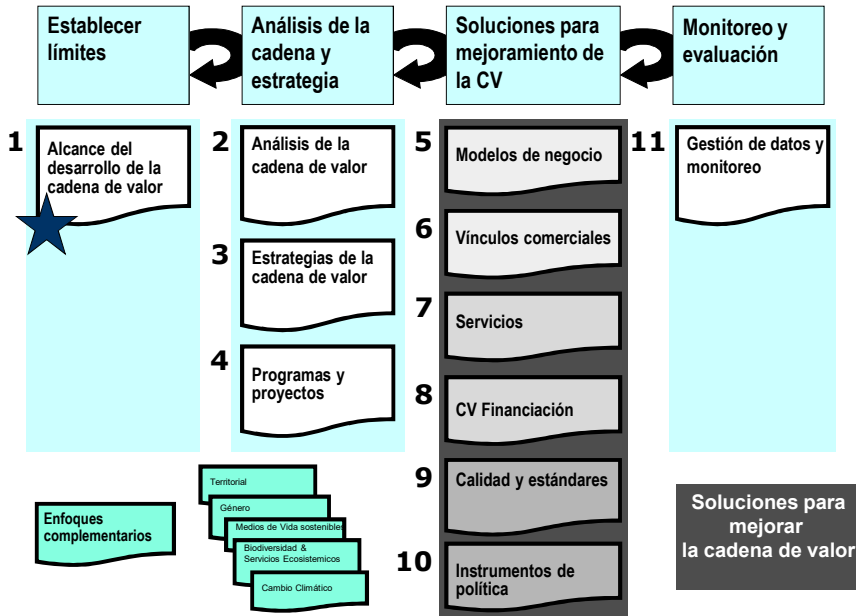 Establecer
límites
Análisis de la
cadena y
estrategia
Soluciones para
mejoramiento de
la CV
Monitoreo y
evaluación
1
Alcance del
desarrollo de la
cadena de valor
2
Análisis de la
cadena de valor
3
Estrategias de la
cadena de valor
4
Programas y
proyectos
5
Modelos de negocio
6
Vínculos comerciales
7
Servicios
8
CV Financiación
9
Calidad y estándares
10
Instrumentos de
política
11
Gestión de datos y
monitoreo
Enfoques
complementarios
Territorial
Género
Medios de Vida sostenibles
Biodiversidad &
Servicios Ecosistemicos
Cambio Climático
Soluciones para
mejorar
la cadena de valor